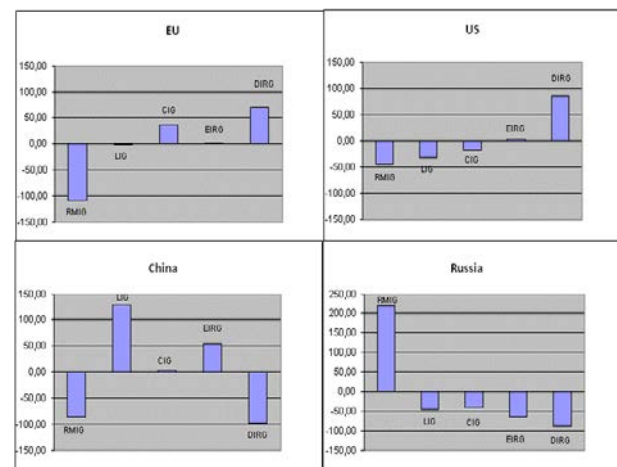 EU
150,00
100,00
50,00
0,00
-50,00
-100,00
-150,00
RMIG
LIG
CIG
EIRG
DIRG
US
150,00
100,00
50,00
0,00
-50,00
-100,00
-150,00
RMIG
LIG
CIG
EIRG
DIRG
China
150,00
100,00
50,00
0,00
-50,00
-100,00
-150,00
RMIG
LIG
CIG
EIRG
DIRG
Russia
250,00
200,00
150,00
100,00
50,00
0,00
-50,00
-100,00
-150,00
RMIG
LIG
CIG
EIRG
DIRG